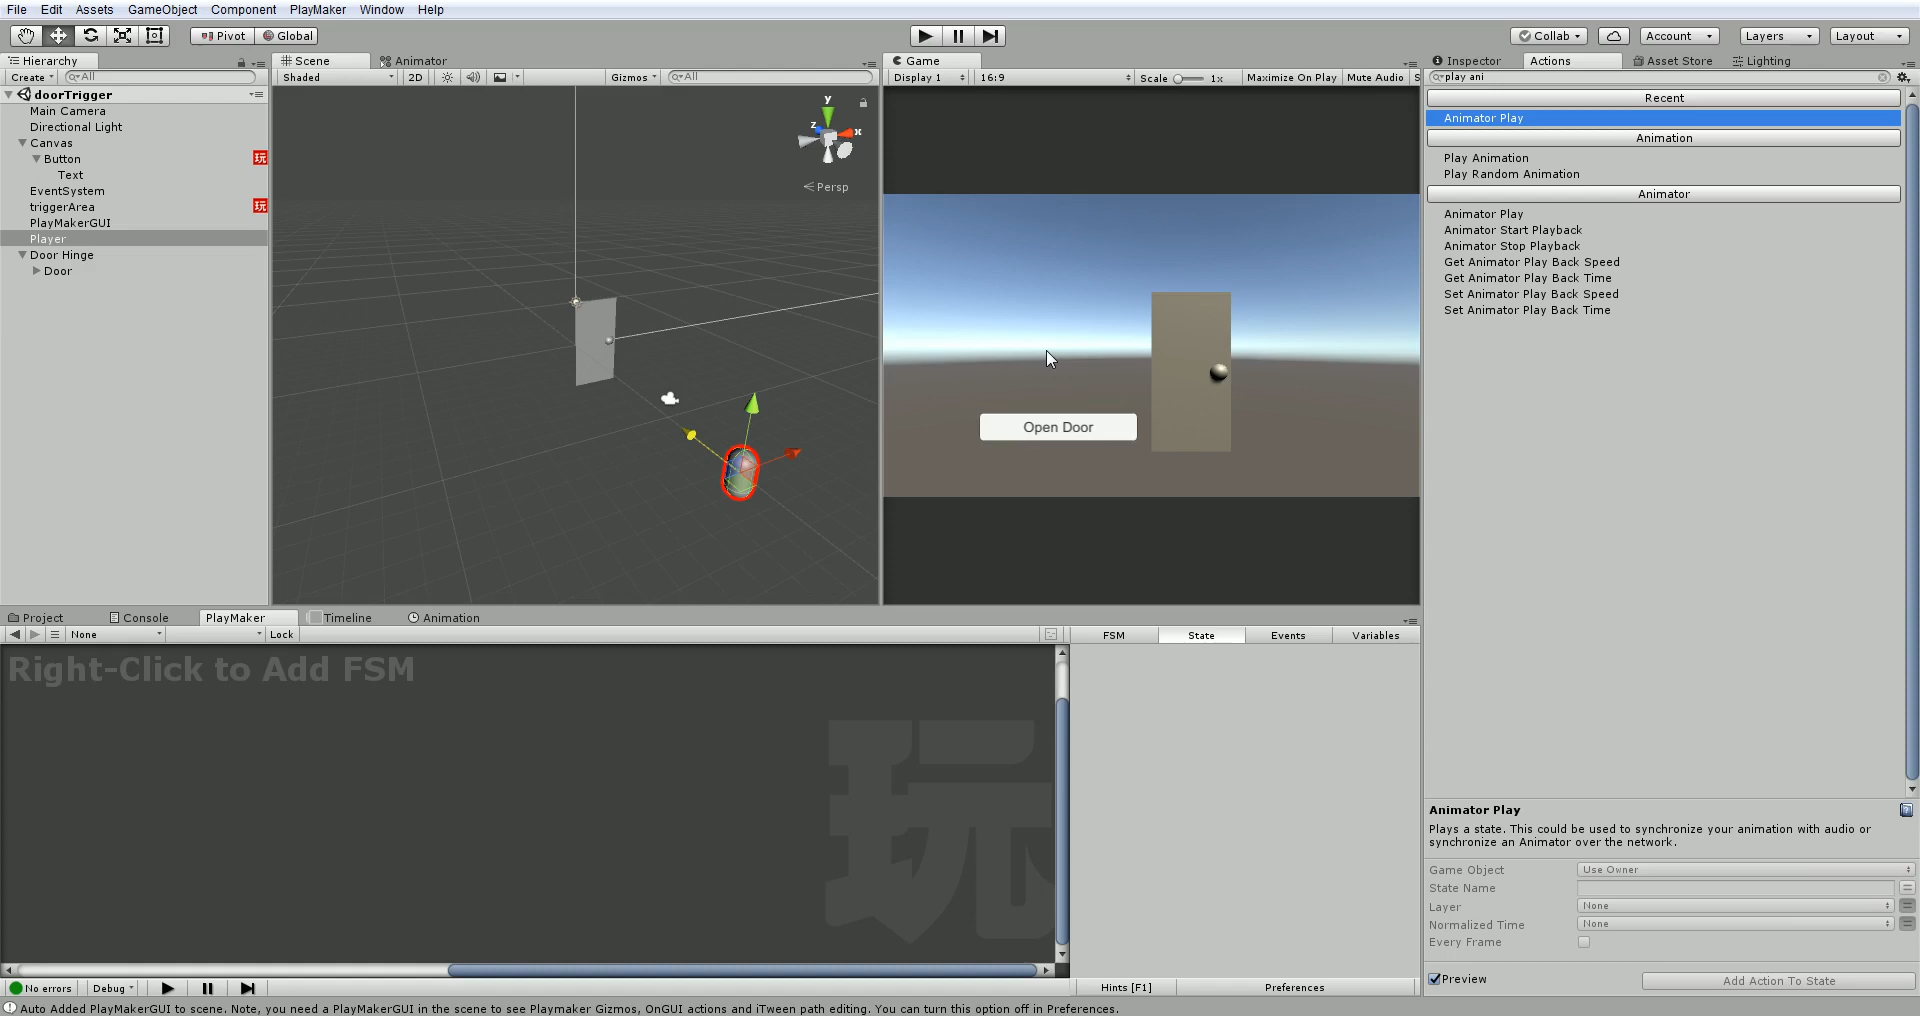 File Edit Assets GameObject Component PlayMaker Window Help
Pivot Global Collab Account Layers Layout
Hierarchy
Create All
doorTrigger
Main Camera
Directional Light
Canvas
Button 玩
Text
EventSystem
triggerArea 玩
PlayMakerGUI
Player
Door Hinge
Door
Scene Animator
Shaded 2D Gizmos All
y
z x
Persp
Game
Display 1 16:9 Scale 1x Maximize On Play Mute Audio S
Open Door
Inspector Actions Asset Store Lighting
play ani
Recent
Animator Play
Animation
Play Animation
Play Random Animation
Animator
Animator Play
Animator Start Playback
Animator Stop Playback
Get Animator Play Back Speed
Get Animator Play Back Time
Set Animator Play Back Speed
Set Animator Play Back Time
Animator Play
Plays a state. This could be used to synchronize your animation with audio or
synchronize an Animator over the network.
Game Object Use Owner
State Name
Layer None
Normalized Time None
Every Frame
Preview Add Action To State
Project Console PlayMaker Timeline Animation
None Lock
Right-Click to Add FSM
玩
FSM State Events Variables
No errors Debug
Hints [F1] Preferences
Auto Added PlayMakerGUI to scene. Note, you need a PlayMakerGUI in the scene to see Playmaker Gizmos, OnGUI actions and iTween path editing. You can turn this option off in Preferences.